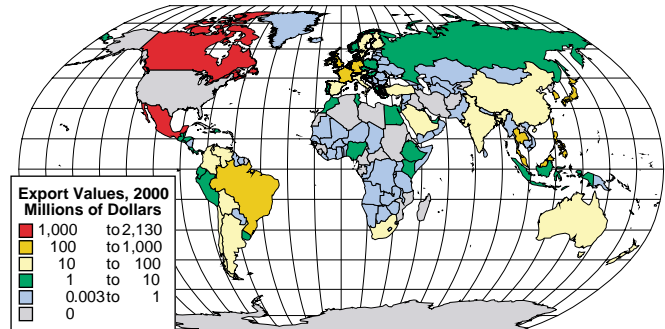 Export Values, 2000
Millions of Dollars
1,000 to 2,130
100 to 1,000
10 to 100
1 to 10
0.003 to 1
0